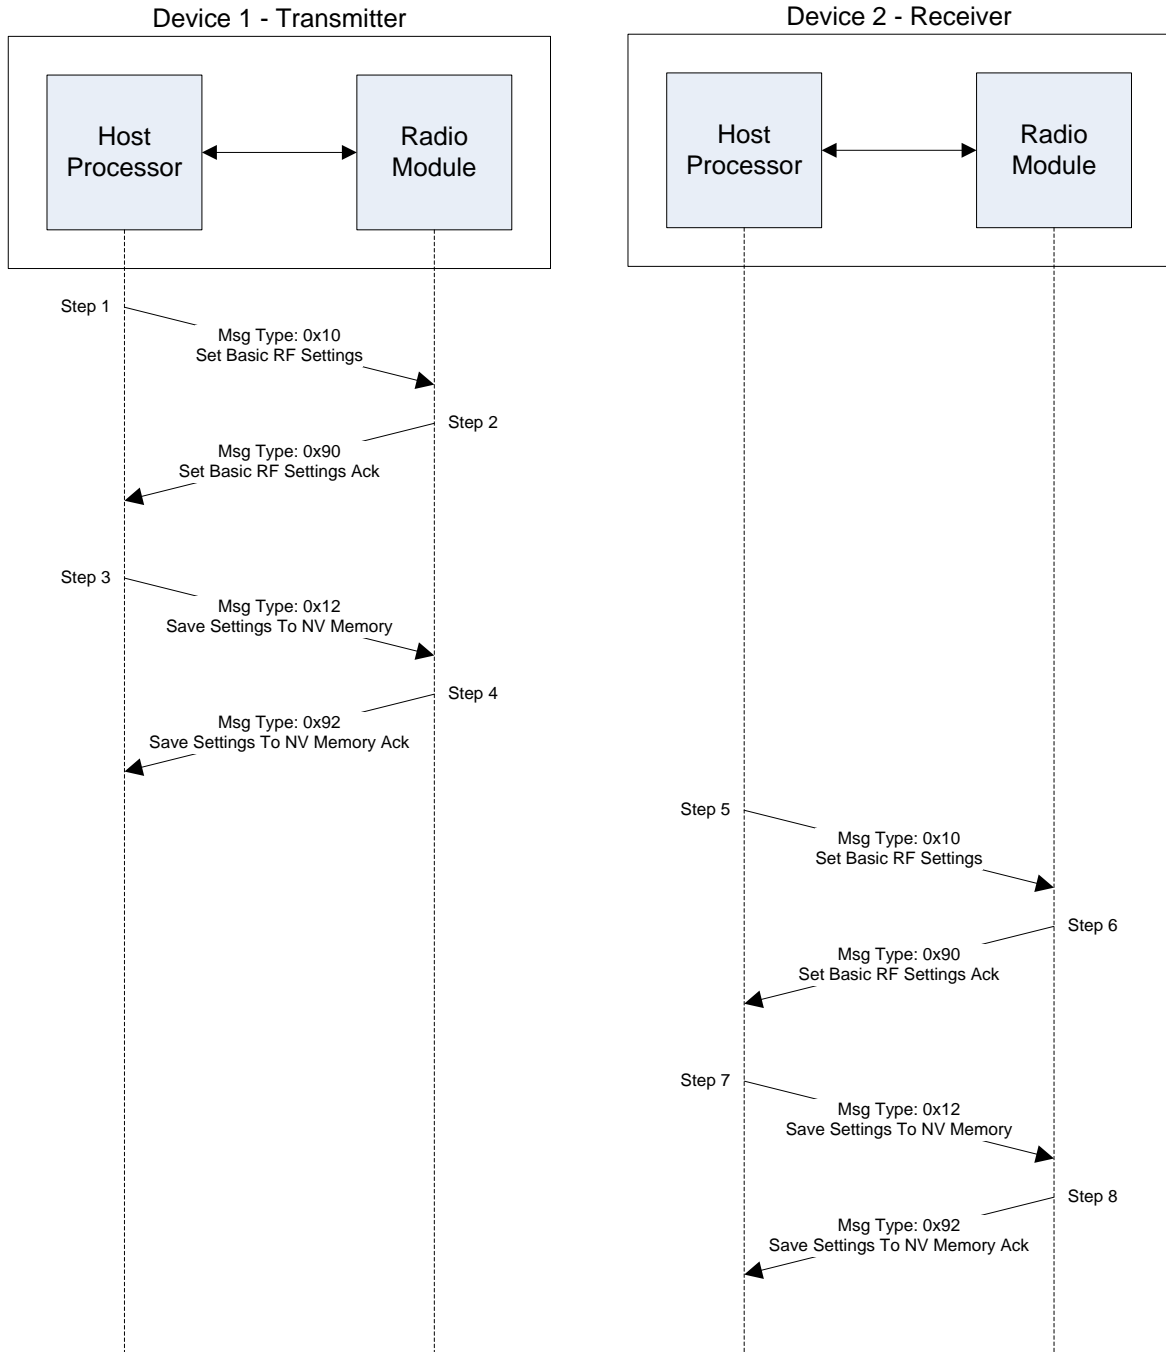 Device 1 - Transmitter
Device 2 - Receiver
Host
Processor
Radio
Module
Host
Processor
Radio
Module
Step 1
Msg Type: 0x10
Set Basic RF Settings
Step 2
Msg Type: 0x90
Set Basic RF Settings Ack
Step 3
Msg Type: 0x12
Save Settings To NV Memory
Step 4
Msg Type: 0x92
Save Settings To NV Memory Ack
Step 5
Msg Type: 0x10
Set Basic RF Settings
Step 6
Msg Type: 0x90
Set Basic RF Settings Ack
Step 7
Msg Type: 0x12
Save Settings To NV Memory
Step 8
Msg Type: 0x92
Save Settings To NV Memory Ack